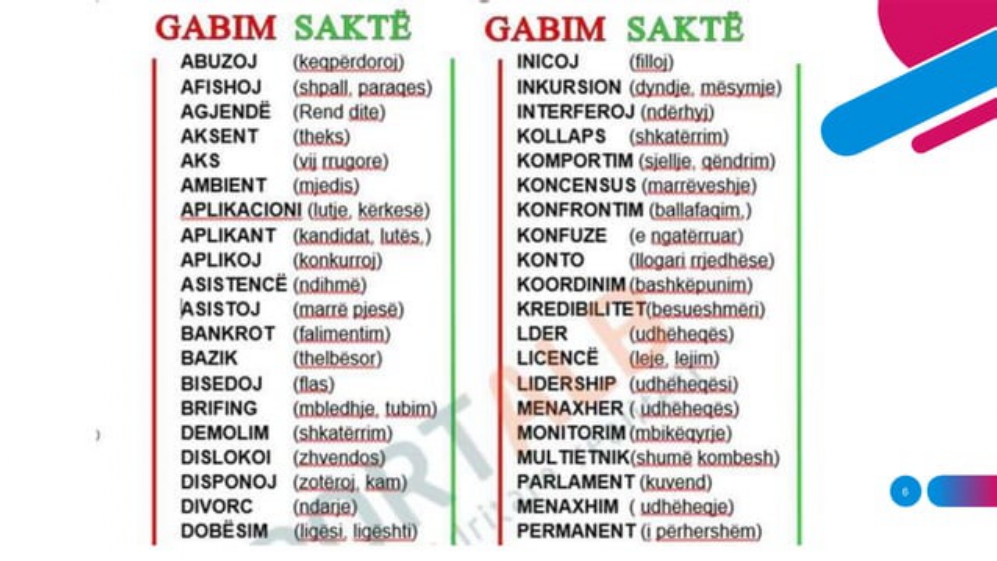 GABIM SAKTË
ABUZOJ (keqpërdoroj)
AFISHOJ (shpall, paraqes)
AGJENDË (Rend dite)
AKSENT (theks)
AKS (vij rrugore)
AMBIENT (mjedis)
APLIKACIONI (lutje, kërkesë)
APLIKANT (kandidat, lutës,)
APLIKOJ (konkurroj)
ASISTENCË (ndihmë)
ASISTOJ (marrë pjesë)
BANKROT (falimentim)
BAZIK (thelbësor)
BISEDOJ (flas)
BRIFING (mbledhje, tubim)
DEMOLIM (shkatërrim)
DISLOKOI (zhvendos)
DISPONOJ (zotëroj, kam)
DIVORC (ndarje)
DOBËSIM (ligësi, ligështi)
GABIM SAKTË
INICOJ (filloj)
INKURSION (dyndje, mësymje)
INTERFEROJ (ndërhyj)
KOLLAPS (shkatërrim)
KOMPORTIM (sjellje, qëndrim)
KONCENSUS (marrëveshje)
KONFRONTIM (ballafaqim,)
KONFUZE (e ngatërruar)
KONTO (llogari rrjedhëse)
KOORDINIM (bashkëpunim)
KREDIBILITET(besueshmëri)
LDER (udhëheqës)
LICENCË (leje, lejim)
LIDERSHIP (udhëheqësi)
MENAXHER ( udhëheqës)
MONITORIM (mbikëqyrje)
MULTIETNIK(shumë kombesh)
PARLAMENT (kuvend)
MENAXHIM ( udhëheqje)
PERMANENT (i përhershëm)
6